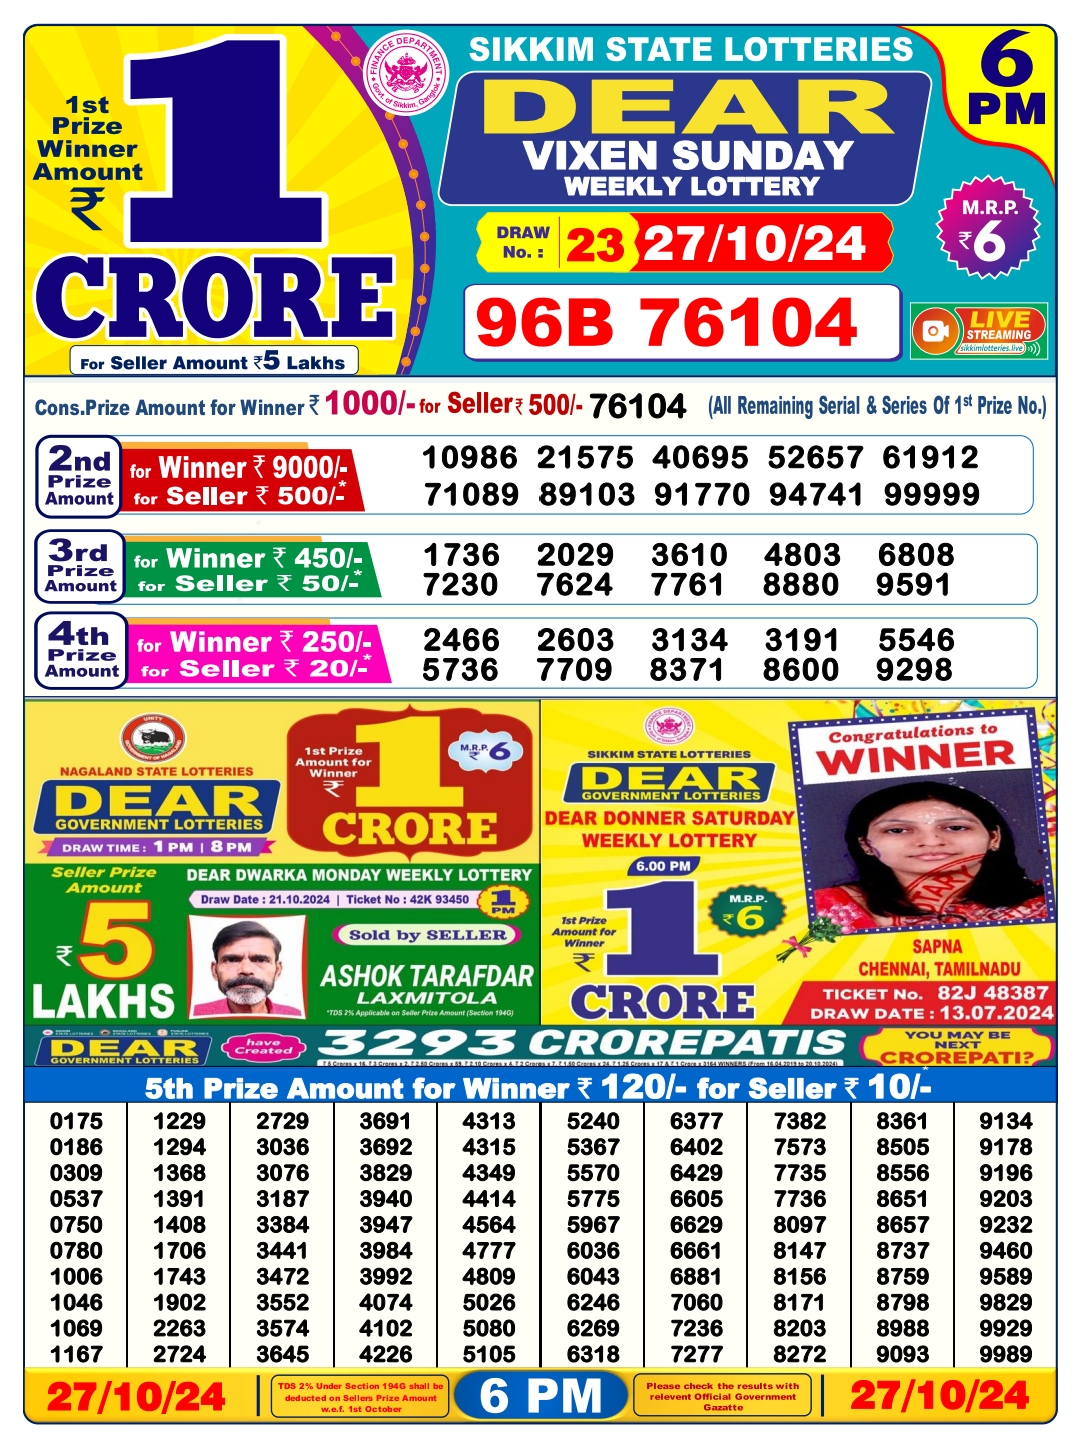 1st
Prize
Winner
Amount
₹
1
CRORE
For Seller Amount ₹5 Lakhs
FINANCE DEPARTMENT
Govt. of Sikkim, Gangtok
SIKKIM STATE LOTTERIES
DEAR
VIXEN SUNDAY
WEEKLY LOTTERY
6
PM
DRAW
No. :
23
27/10/24
M.R.P.
₹6
96B 76104
LIVE
STREAMING
sikkimlotteries.live
Cons.Prize Amount for Winner ₹ 1000/- for Seller ₹ 500/- 76104 (All Remaining Serial & Series Of 1st Prize No.)
2nd
Prize
Amount
for Winner ₹ 9000/-
for Seller ₹ 500/-*
10986 21575 40695 52657 61912
71089 89103 91770 94741 99999
3rd
Prize
Amount
for Winner ₹ 450/-
for Seller ₹ 50/-*
1736 2029 3610 4803 6808
7230 7624 7761 8880 9591
4th
Prize
Amount
for Winner ₹ 250/-
for Seller ₹ 20/-*
2466 2603 3134 3191 5546
5736 7709 8371 8600 9298
UNITY
NAGALAND STATE LOTTERIES
DEAR
GOVERNMENT LOTTERIES
DRAW TIME : 1 PM | 8 PM
1st Prize
Amount for
Winner
₹
1
CRORE
M.R.P.
₹6
Seller Prize
Amount
₹5
LAKHS
DEAR DWARKA MONDAY WEEKLY LOTTERY
Draw Date : 21.10.2024 | Ticket No : 42K 93450
1
PM
Sold by SELLER
ASHOK TARAFDAR
LAXMITOLA
*TDS 2% Applicable on Seller Prize Amount (Section 194G)
SIKKIM STATE LOTTERIES
DEAR
GOVERNMENT LOTTERIES
DEAR DONNER SATURDAY
WEEKLY LOTTERY
6.00 PM
1st Prize
Amount for
Winner
₹
1
CRORE
M.R.P.
₹6
Congratulations to
WINNER
SAPNA
CHENNAI, TAMILNADU
TICKET No. 82J 48387
DRAW DATE : 13.07.2024
DEAR
GOVERNMENT LOTTERIES
have
Created
3293 CROREPATIS
YOU MAY BE
NEXT
CROREPATI?
5th Prize Amount for Winner ₹ 120/- for Seller ₹ 10/-*
0175 1229 2729 3691 4313 5240 6377 7382 8361 9134
0186 1294 3036 3692 4315 5367 6402 7573 8505 9178
0309 1368 3076 3829 4349 5570 6429 7735 8556 9196
0537 1391 3187 3940 4414 5775 6605 7736 8651 9203
0750 1408 3384 3947 4564 5967 6629 8097 8657 9232
0780 1706 3441 3984 4777 6036 6661 8147 8737 9460
1006 1743 3472 3992 4809 6043 6881 8156 8759 9589
1046 1902 3552 4074 5026 6246 7060 8171 8798 9829
1069 2263 3574 4102 5080 6269 7236 8203 8988 9929
1167 2724 3645 4226 5105 6318 7277 8272 9093 9989
27/10/24
TDS 2% Under Section 194G shall be
deducted on Sellers Prize Amount
w.e.f. 1st October
6 PM
Please check the results with
relevent Official Government
Gazatte
27/10/24